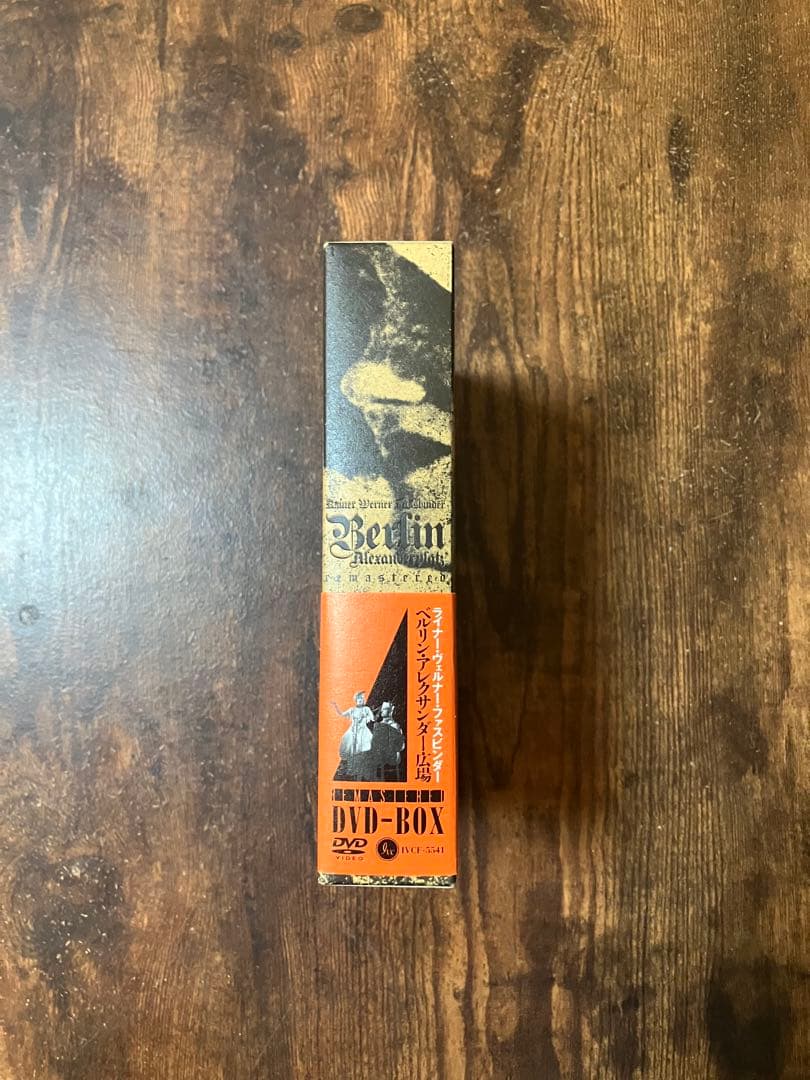 Rainer Werner Fassbinder
Berlin
Alexanderplatz
remastered
ライナー・ヴェルナー・ファスビンダー
ベルリン・アレクサンダー広場
REMASTERED
DVD-BOX
DVD
VIDEO
IVC
IVCF-5541